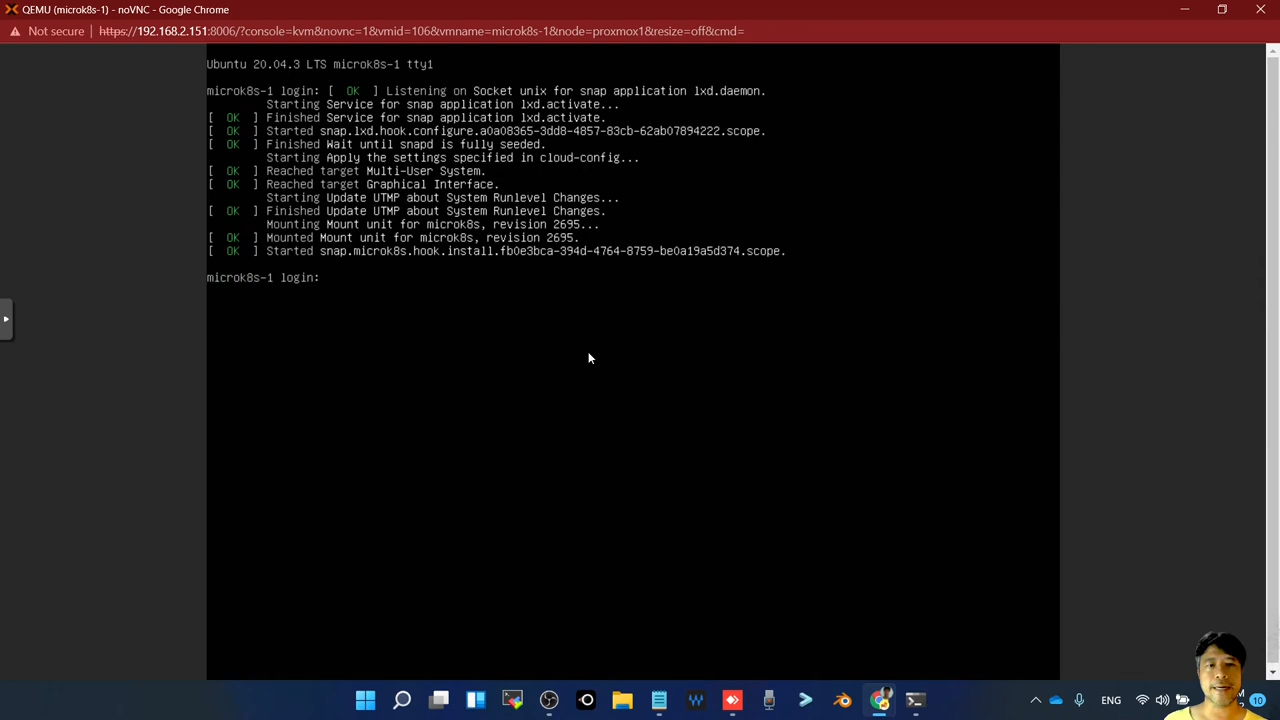 QEMU (microk8s-1) - noVNC - Google Chrome
Not secure | https://192.168.2.151:8006/?console=kvm&novnc=1&vmid=106&vmname=microk8s-1&node=proxmox1&resize=off&cmd=
Ubuntu 20.04.3 LTS microk8s-1 tty1
microk8s-1 login: [  OK  ] Listening on Socket unix for snap application lxd.daemon.
Starting Service for snap application lxd.activate...
[  OK  ] Finished Service for snap application lxd.activate.
[  OK  ] Started snap.lxd.hook.configure.a0a08365-3dd8-4857-83cb-62ab07894222.scope.
[  OK  ] Finished Wait until snapd is fully seeded.
Starting Apply the settings specified in cloud-config...
[  OK  ] Reached target Multi-User System.
[  OK  ] Reached target Graphical Interface.
Starting Update UTMP about System Runlevel Changes...
[  OK  ] Finished Update UTMP about System Runlevel Changes.
Mounting Mount unit for microk8s, revision 2695...
[  OK  ] Mounted Mount unit for microk8s, revision 2695.
[  OK  ] Started snap.microk8s.hook.install.fb0e3bca-394d-4764-8759-be0a19a5d374.scope.
microk8s-1 login:
ENG
10